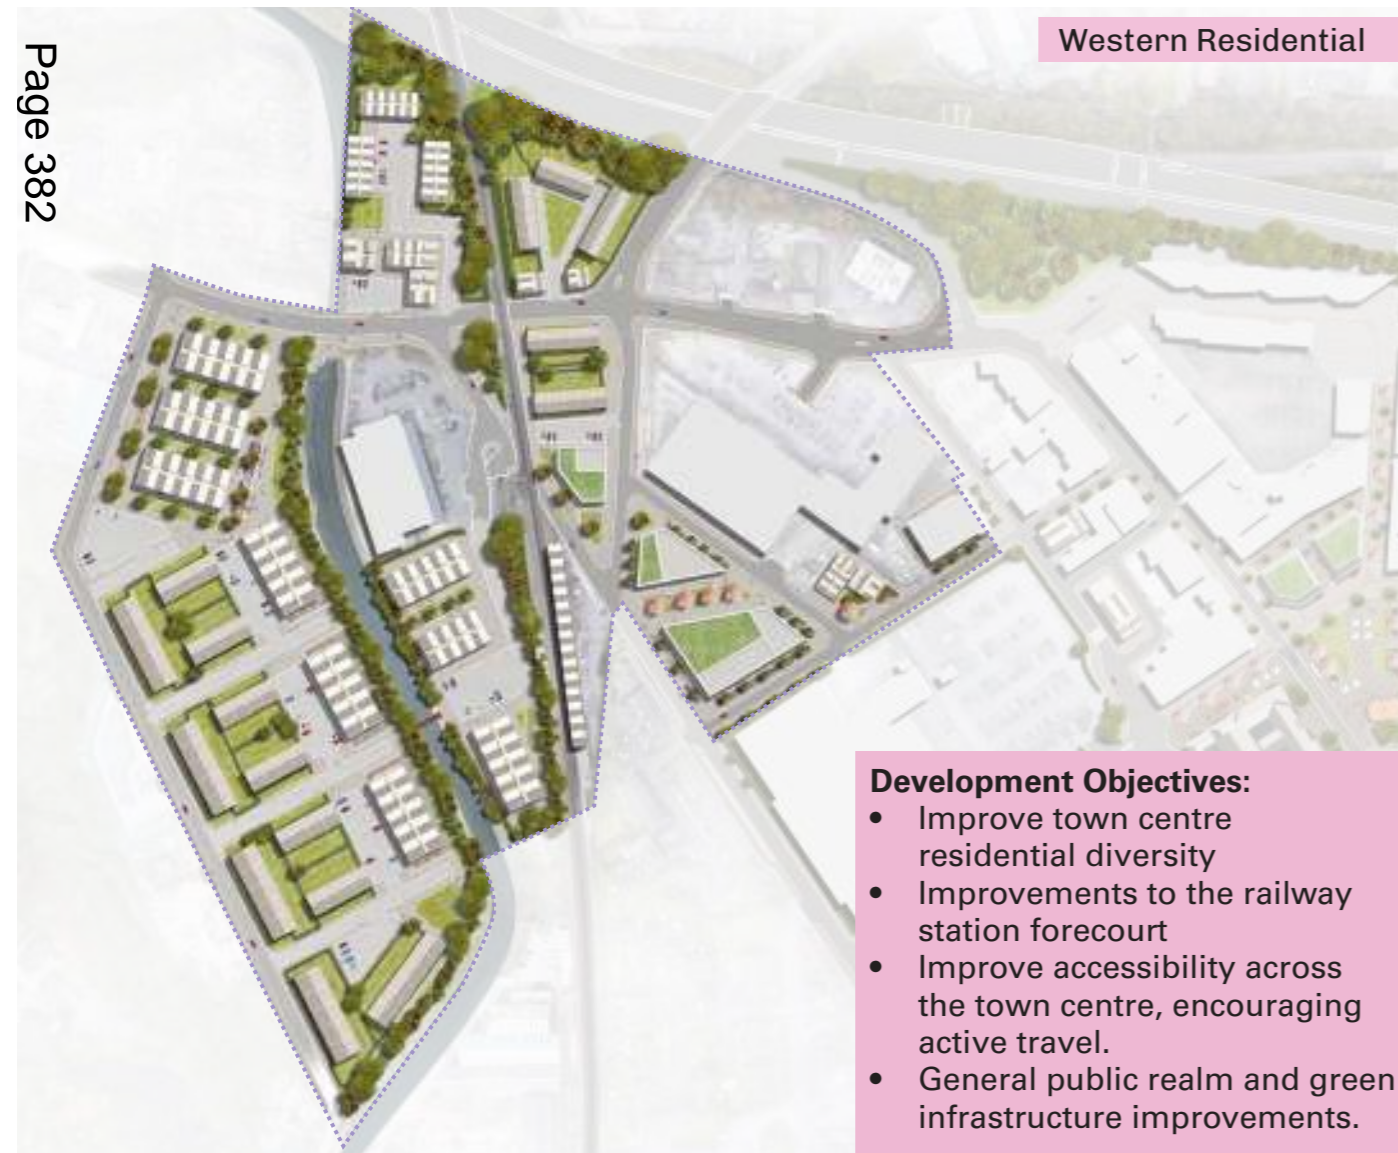 Page 382
Western Residential
Development Objectives:
• Improve town centre
residential diversity
• Improvements to the railway
station forecourt
• Improve accessibility across
the town centre, encouraging
active travel.
• General public realm and green
infrastructure improvements.